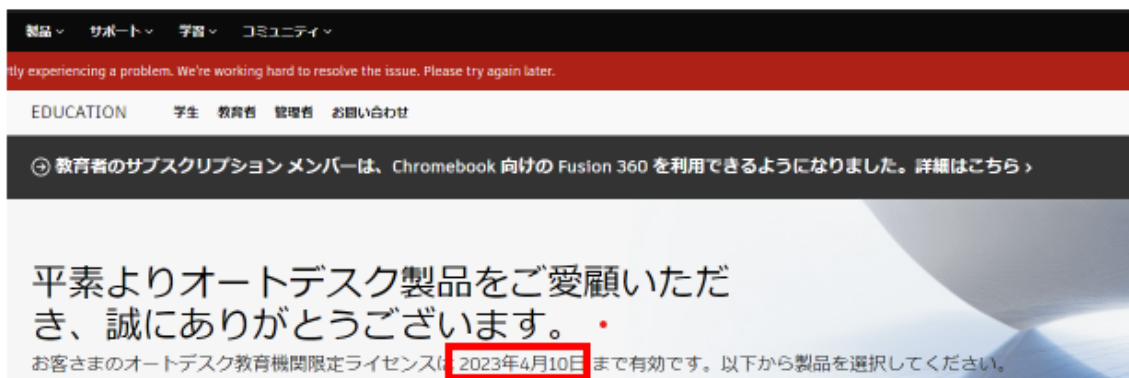 製品 サポート 学習 コミュニティ
tly experiencing a problem. We're working hard to resolve the issue. Please try again later.
EDUCATION 学生 教育者 管理者 お問い合わせ
教育者のサブスクリプション メンバーは、Chromebook 向けの Fusion 360 を利用できるようになりました。詳細はこちら ›
平素よりオートデスク製品をご愛顧いただ
き、誠にありがとうございます。
お客さまのオートデスク教育機関限定ライセンスは 2023年4月10日 まで有効です。以下から製品を選択してください。